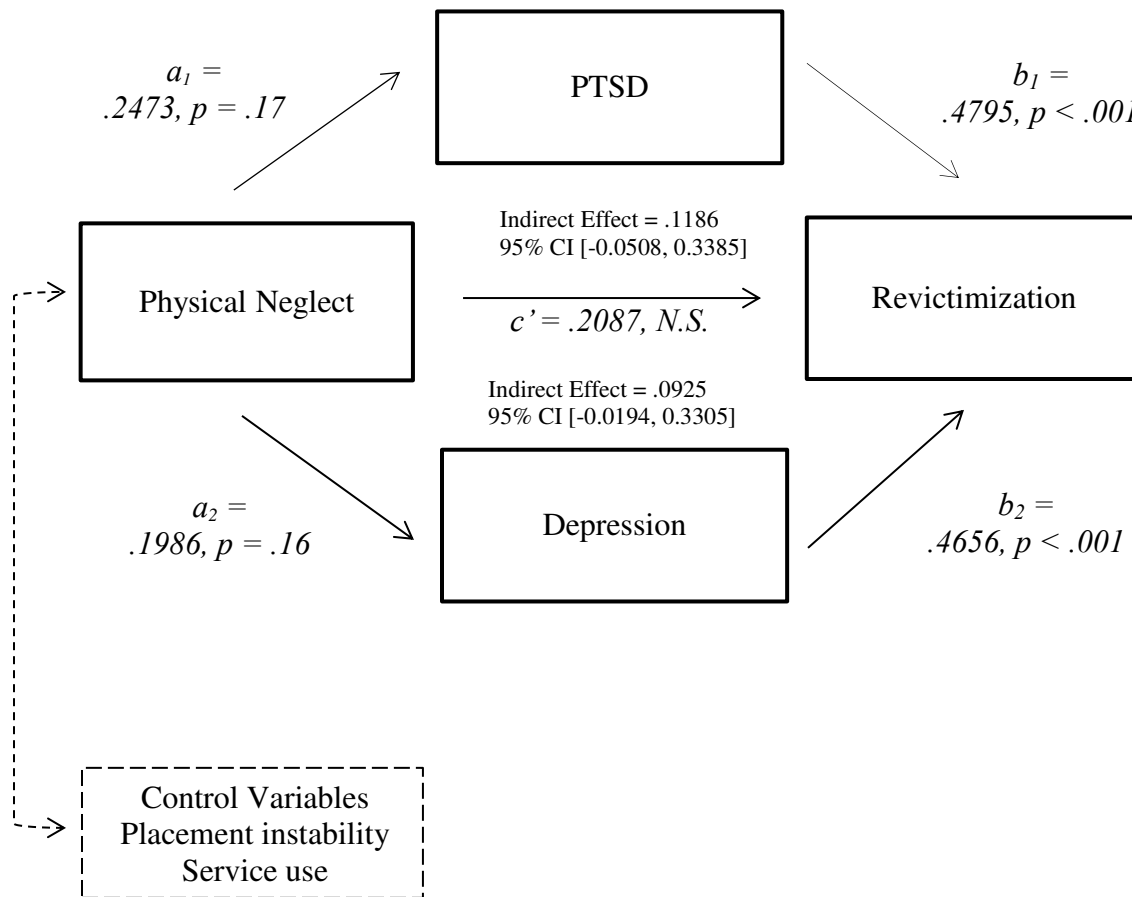 PTSD
a1 =
.2473, p = .17
b1 =
.4795, p < .001
Indirect Effect = .1186
95% CI [-0.0508, 0.3385]
Physical Neglect
Revictimization
c’ = .2087, N.S.
Indirect Effect = .0925
95% CI [-0.0194, 0.3305]
a2 =
.1986, p = .16
Depression
b2 =
.4656, p < .001
Control Variables
Placement instability
Service use